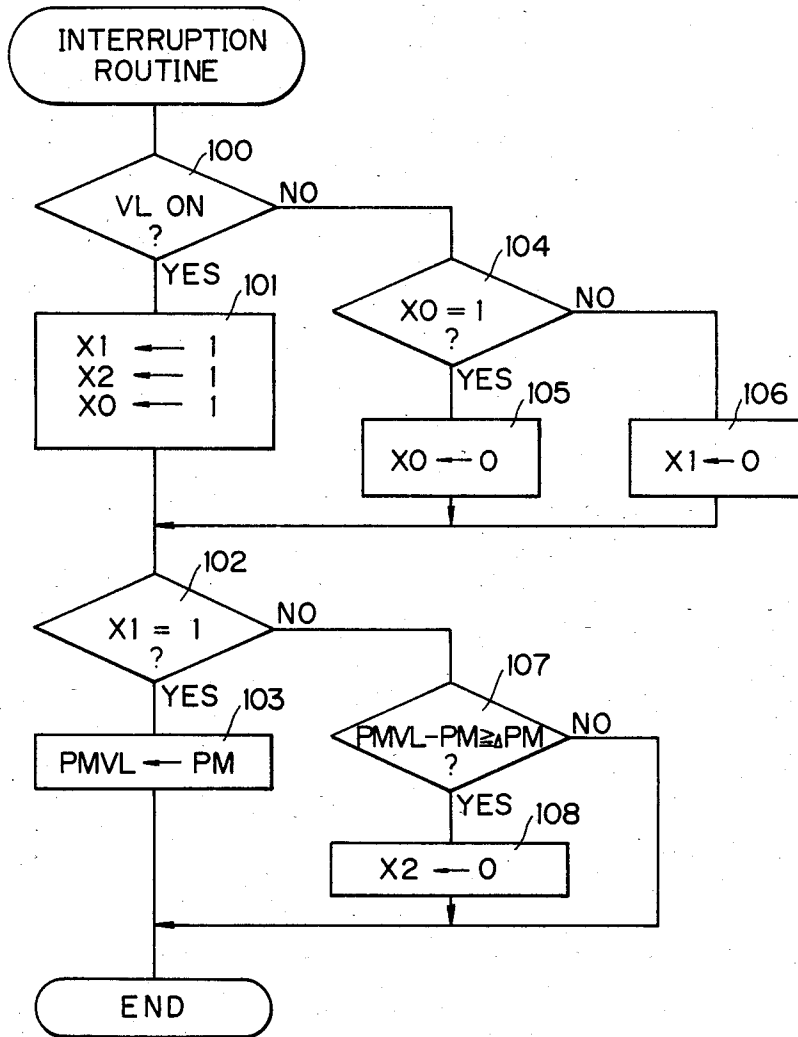 INTERRUPTION
ROUTINE
100
VL ON
?
NO
YES
101
X1 ← 1
X2 ← 1
X0 ← 1
104
X0 = 1
?
NO
YES
105
X0 ← 0
106
X1 ← 0
102
X1 = 1
?
NO
YES
103
PMVL ← PM
107
PMVL-PM≧ΔPM
?
NO
YES
108
X2 ← 0
END